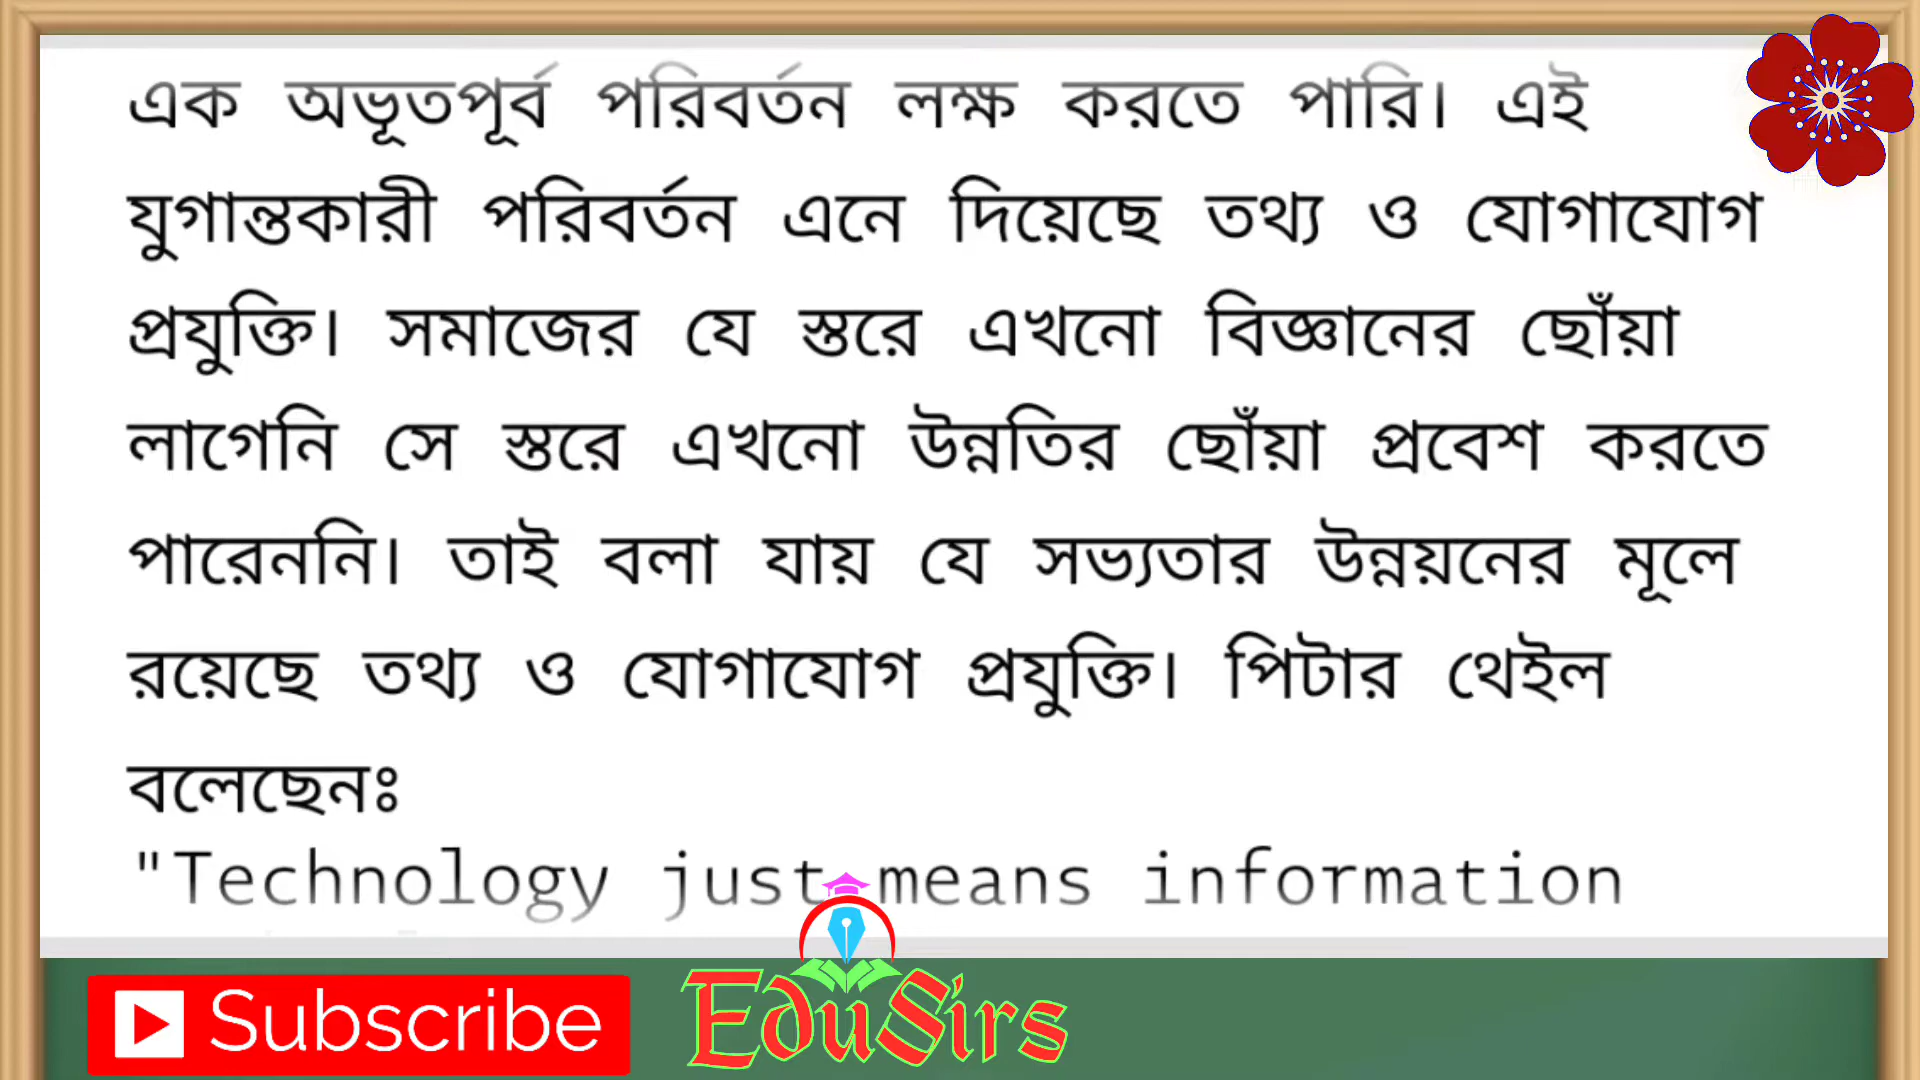 এক অভূতপূর্ব পরিবর্তন লক্ষ করতে পারি। এই
যুগান্তকারী পরিবর্তন এনে দিয়েছে তথ্য ও যোগাযোগ
প্রযুক্তি। সমাজের যে স্তরে এখনো বিজ্ঞানের ছোঁয়া
লাগেনি সে স্তরে এখনো উন্নতির ছোঁয়া প্রবেশ করতে
পারেননি। তাই বলা যায় যে সভ্যতার উন্নয়নের মূলে
রয়েছে তথ্য ও যোগাযোগ প্রযুক্তি। পিটার থেইল
বলেছেনঃ
"Technology just means information
Subscribe
EduSirs